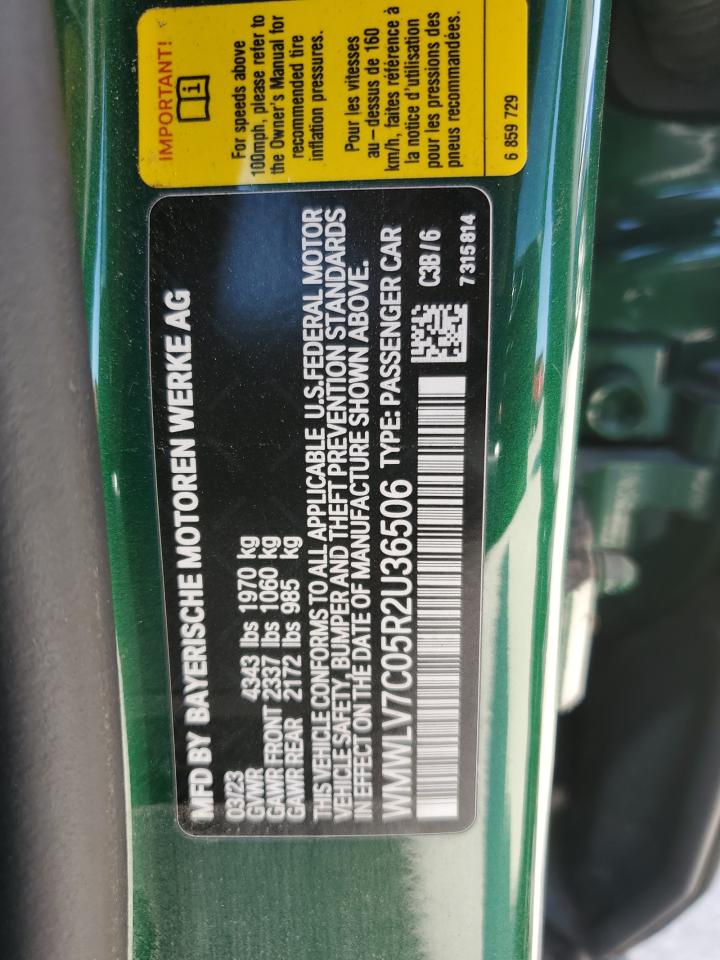 MFD BY BAYERISCHE MOTOREN WERKE AG
03/23
GVWR 4343 lbs 1970 kg
GAWR FRONT 2337 lbs 1060 kg
GAWR REAR 2172 lbs 985 kg
THIS VEHICLE CONFORMS TO ALL APPLICABLE U.S.FEDERAL MOTOR
VEHICLE SAFETY, BUMPER AND THEFT PREVENTION STANDARDS
IN EFFECT ON THE DATE OF MANUFACTURE SHOWN ABOVE.
WMWLV7C05R2U36506 TYPE: PASSENGER CAR
C3B / 6
7 315 814
IMPORTANT!
For speeds above
100mph, please refer to
the Owner's Manual for
recommended tire
inflation pressures.
Pour les vitesses
au-dessus de 160
km/h, faites référence à
la notice d'utilisation
pour les pressions des
pneus recommandées.
6 859 729